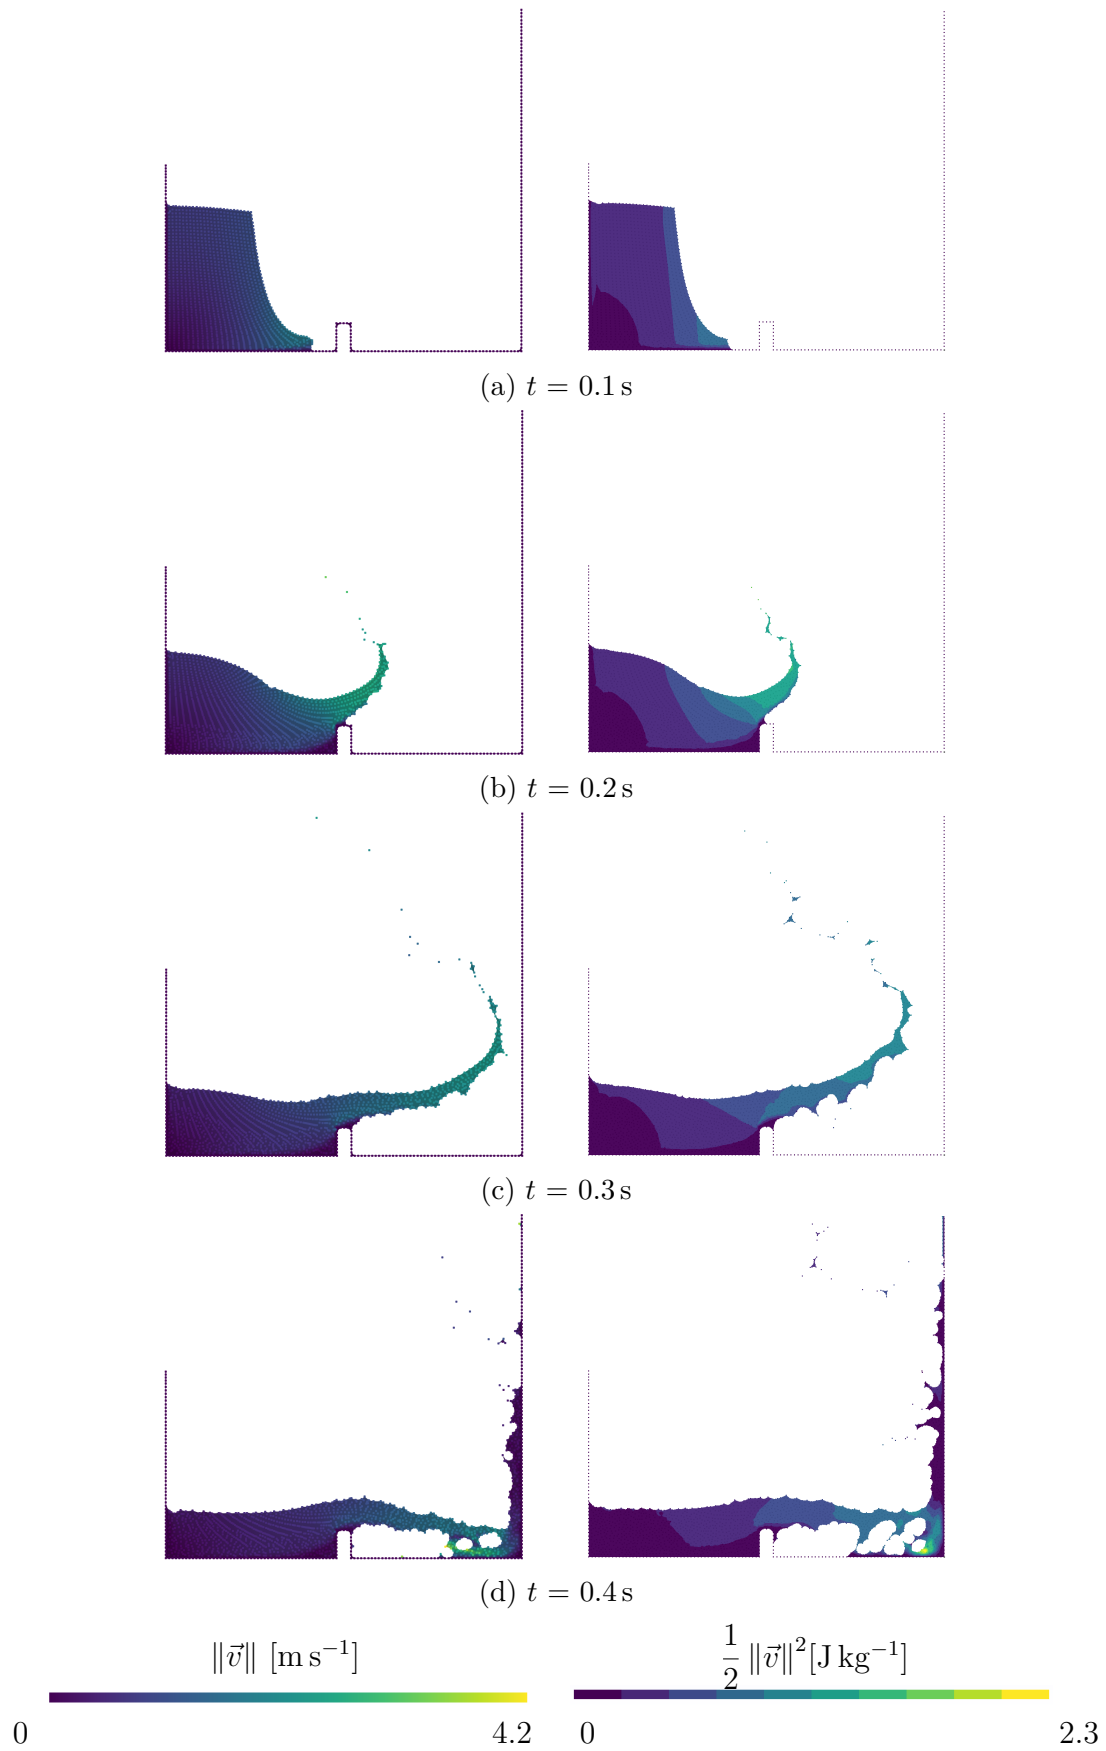 (a) t = 0.1 s
(b) t = 0.2 s
(c) t = 0.3 s
(d) t = 0.4 s
‖v⃗‖ [m s⁻¹]
0 4.2
1/2 ‖v⃗‖² [J kg⁻¹]
0 2.3